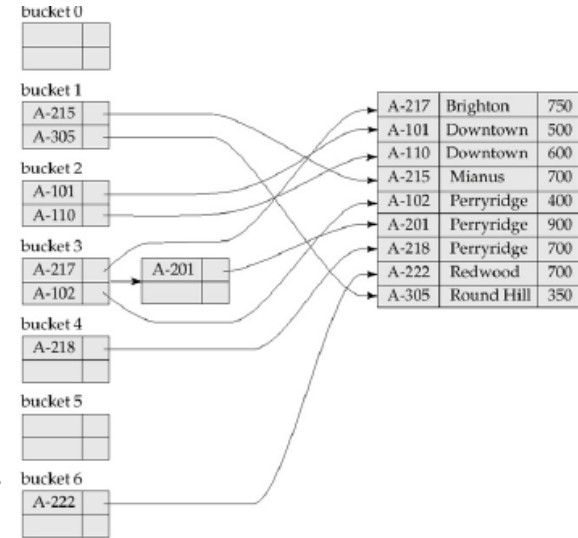 bucket 0
bucket 1
A-215
A-305
bucket 2
A-101
A-110
bucket 3
A-217
A-102
A-201
bucket 4
A-218
bucket 5
bucket 6
A-222
A-217 Brighton 750
A-101 Downtown 500
A-110 Downtown 600
A-215 Mianus 700
A-102 Perryridge 400
A-201 Perryridge 900
A-218 Perryridge 700
A-222 Redwood 700
A-305 Round Hill 350